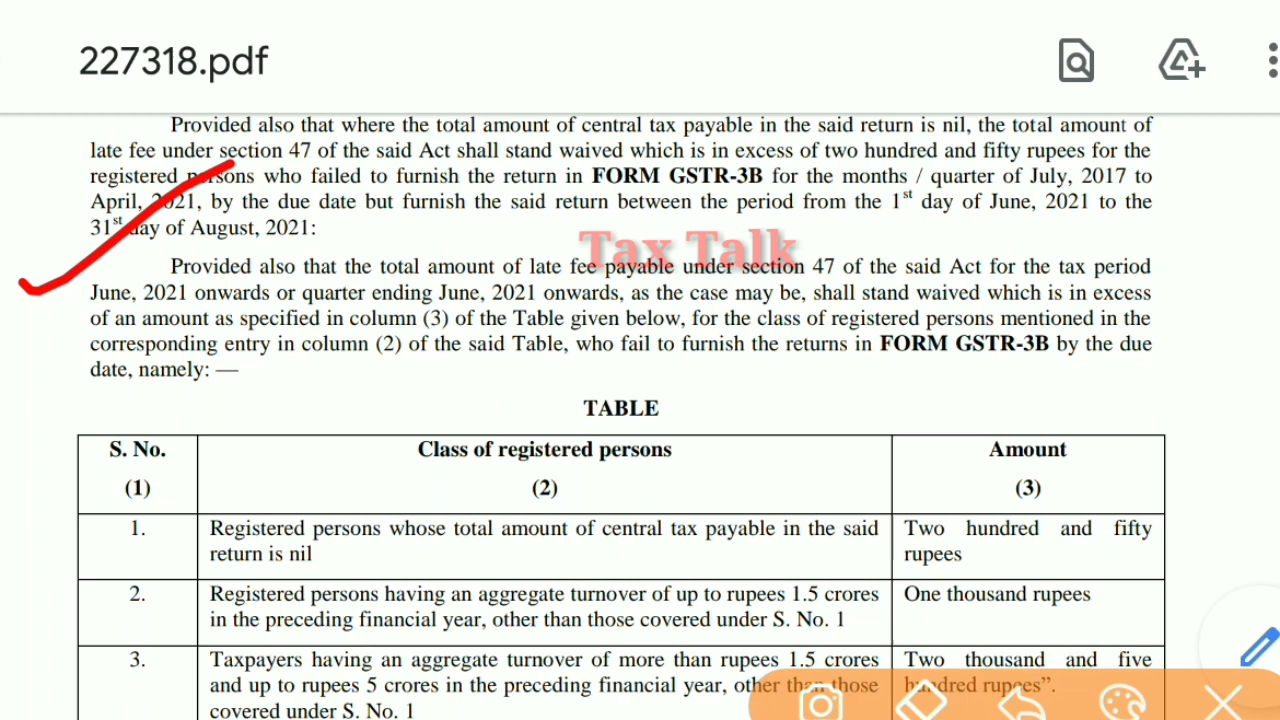 227318.pdf
Provided also that where the total amount of central tax payable in the said return is nil, the total amount of
late fee under section 47 of the said Act shall stand waived which is in excess of two hundred and fifty rupees for the
registered persons who failed to furnish the return in FORM GSTR-3B for the months / quarter of July, 2017 to
April, 2021, by the due date but furnish the said return between the period from the 1st day of June, 2021 to the
31st day of August, 2021:
Tax Talk
Provided also that the total amount of late fee payable under section 47 of the said Act for the tax period
June, 2021 onwards or quarter ending June, 2021 onwards, as the case may be, shall stand waived which is in excess
of an amount as specified in column (3) of the Table given below, for the class of registered persons mentioned in the
corresponding entry in column (2) of the said Table, who fail to furnish the returns in FORM GSTR-3B by the due
date, namely: —
TABLE
S. No. Class of registered persons Amount
(1) (2) (3)
1. Registered persons whose total amount of central tax payable in the said Two hundred and fifty
return is nil rupees
2. Registered persons having an aggregate turnover of up to rupees 1.5 crores One thousand rupees
in the preceding financial year, other than those covered under S. No. 1
3. Taxpayers having an aggregate turnover of more than rupees 1.5 crores Two thousand and five
and up to rupees 5 crores in the preceding financial year, other than those hundred rupees”.
covered under S. No. 1